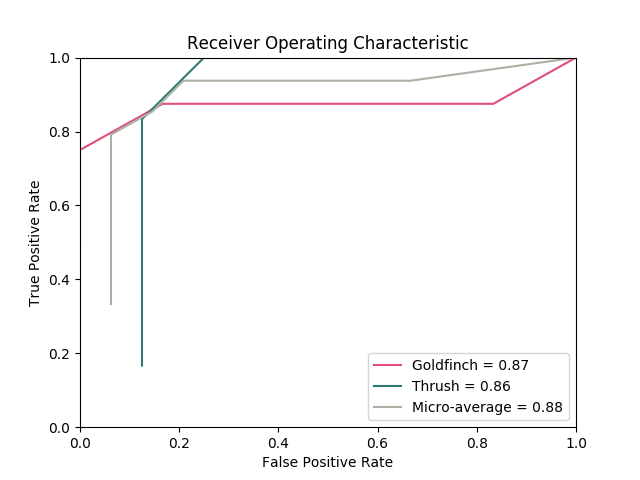 Receiver Operating Characteristic
1.0
0.8
0.6
0.4
0.2
0.0
True Positive Rate
0.0 0.2 0.4 0.6 0.8 1.0
False Positive Rate
Goldfinch = 0.87
Thrush = 0.86
Micro-average = 0.88